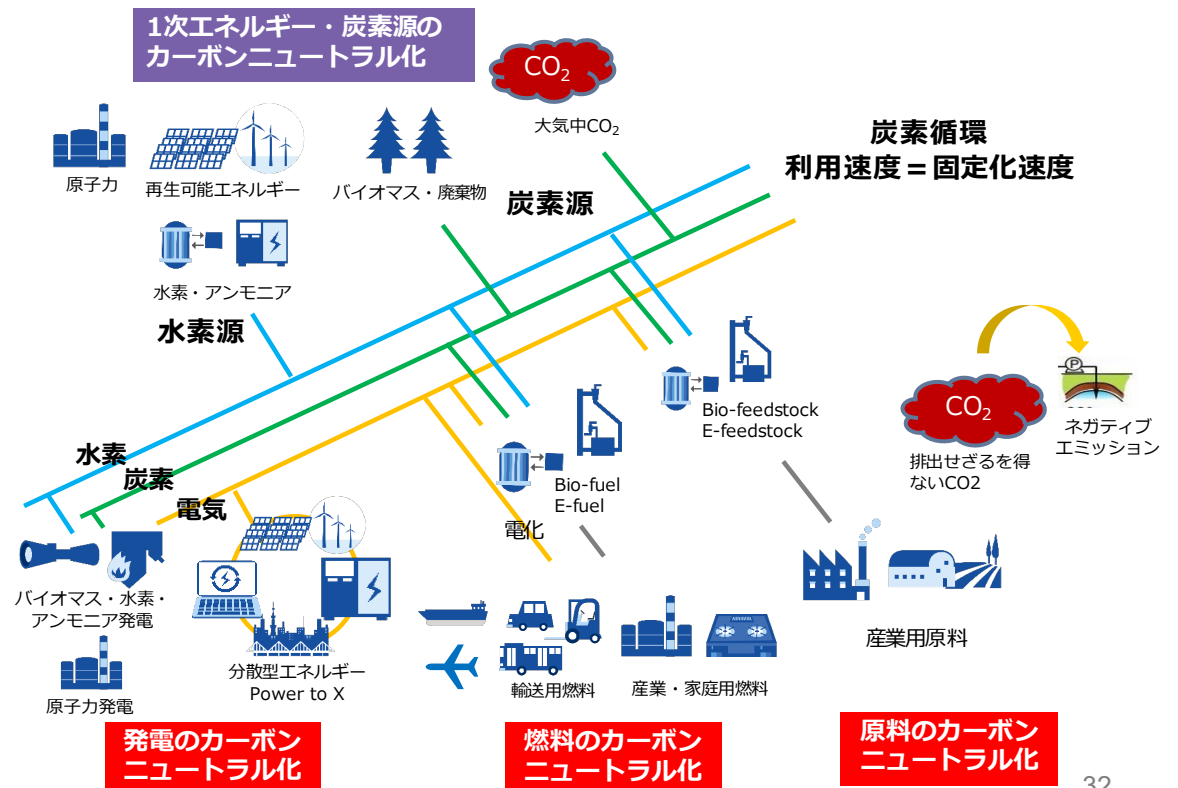 1次エネルギー・炭素源の
カーボンニュートラル化
CO2
大気中CO2
炭素循環
利用速度＝固定化速度
原子力
再生可能エネルギー
バイオマス・廃棄物
炭素源
水素・アンモニア
水素源
水素
炭素
電気
Bio-feedstock
E-feedstock
Bio-fuel
E-fuel
電化
CO2
排出せざるを得
ないCO2
P
ネガティブ
エミッション
バイオマス・水素・
アンモニア発電
原子力発電
分散型エネルギー
Power to X
輸送用燃料
産業・家庭用燃料
産業用原料
発電のカーボン
ニュートラル化
燃料のカーボン
ニュートラル化
原料のカーボン
ニュートラル化
32